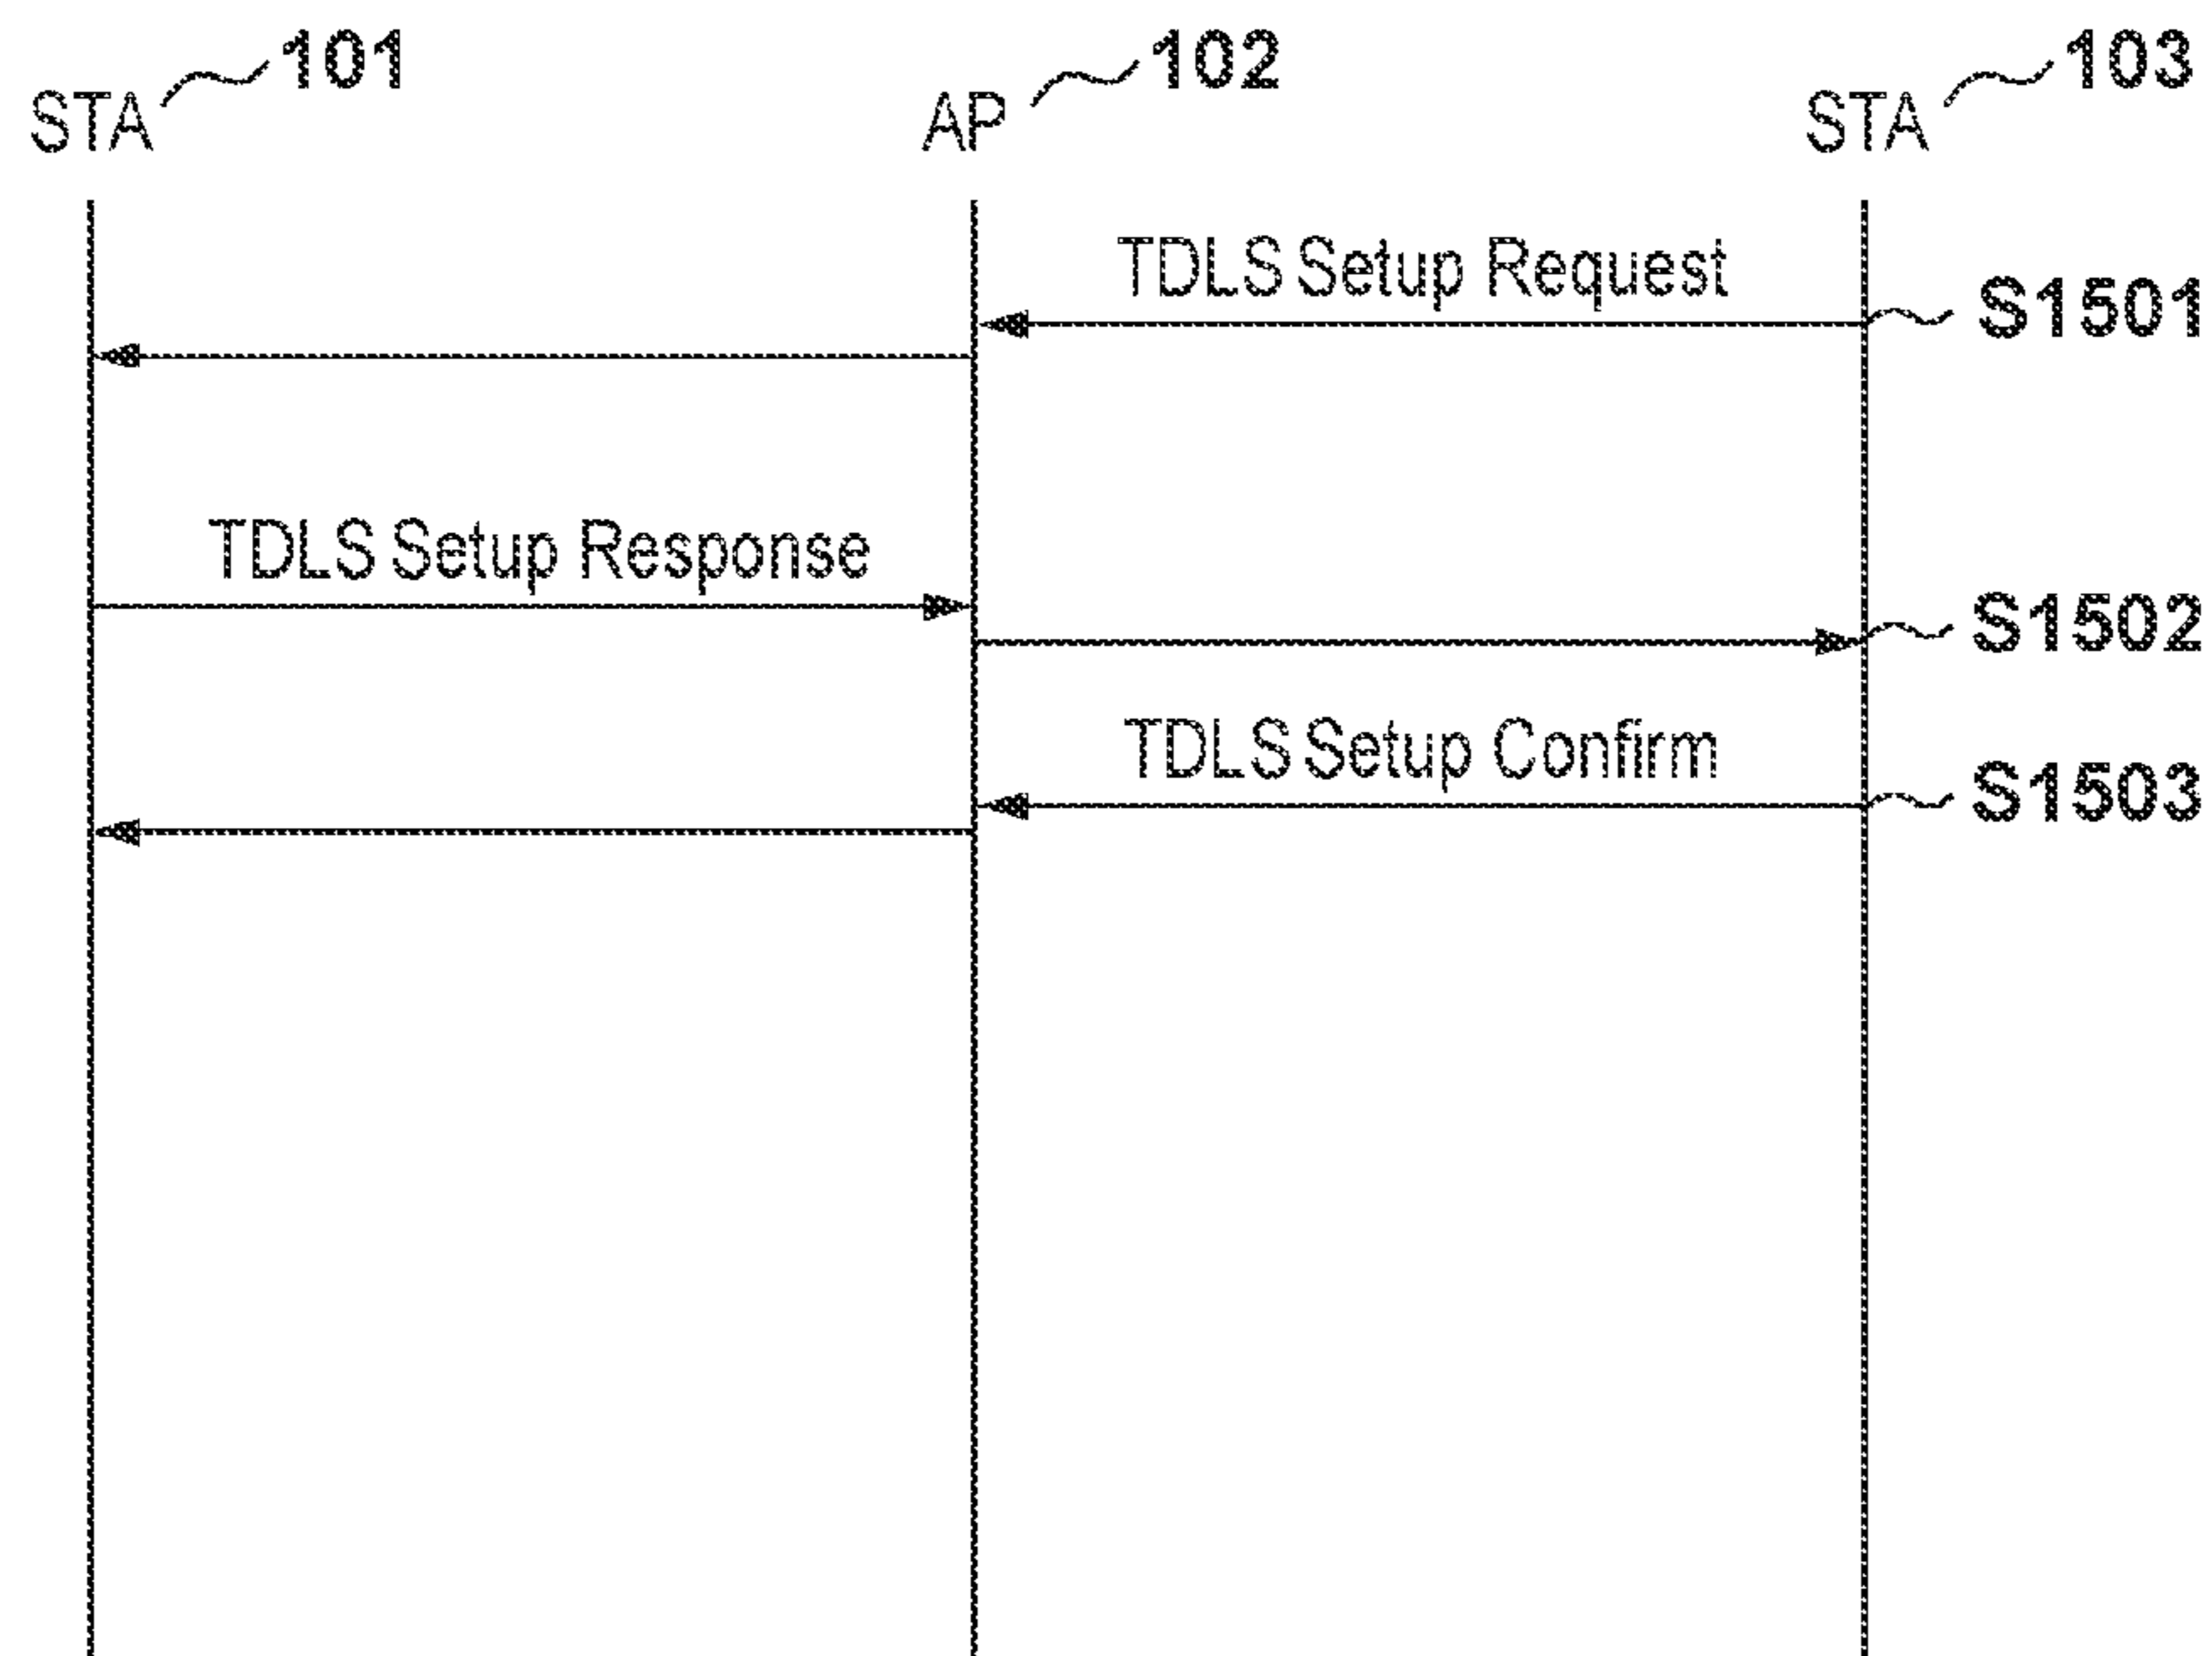 STA 101 AP 102 STA 103
TDLS Setup Request
S1501
TDLS Setup Response
S1502
TDLS Setup Confirm
S1503